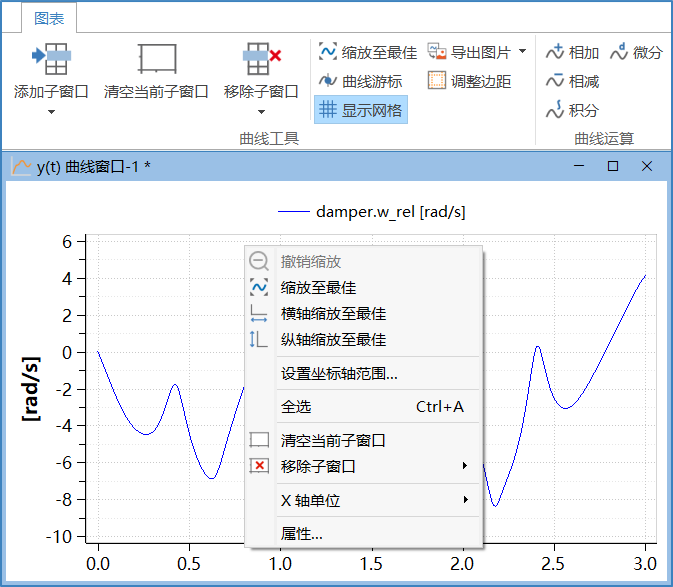 图表
添加子窗口
清空当前子窗口
移除子窗口
缩放至最佳
曲线游标
显示网格
导出图片
调整边距
曲线工具
相加
微分
相减
积分
曲线运算
y(t) 曲线窗口-1 *
damper.w_rel [rad/s]
[rad/s]
6
4
2
0
-2
-4
-6
-8
-10
撤销缩放
缩放至最佳
横轴缩放至最佳
纵轴缩放至最佳
设置坐标轴范围...
全选 Ctrl+A
清空当前子窗口
移除子窗口
X 轴单位
属性...
0.0 0.5 1.0 1.5 2.0 2.5 3.0